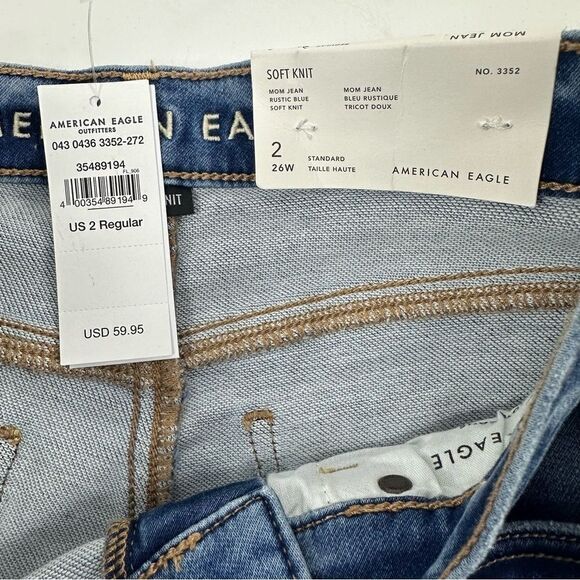 MOM JEAN
SOFT KNIT
NO. 3352
MOM JEAN
RUSTIC BLUE
SOFT KNIT
MOM JEAN
BLEU RUSTIQUE
TRICOT DOUX
2
26W
STANDARD
TAILLE HAUTE
AMERICAN EAGLE
AMERICAN EAGLE
OUTFITTERS
043 0436 3352-272
35489194
FL_906
4 00354 89194 9
US 2 Regular
USD 59.95
EA
NIT
EAGLE